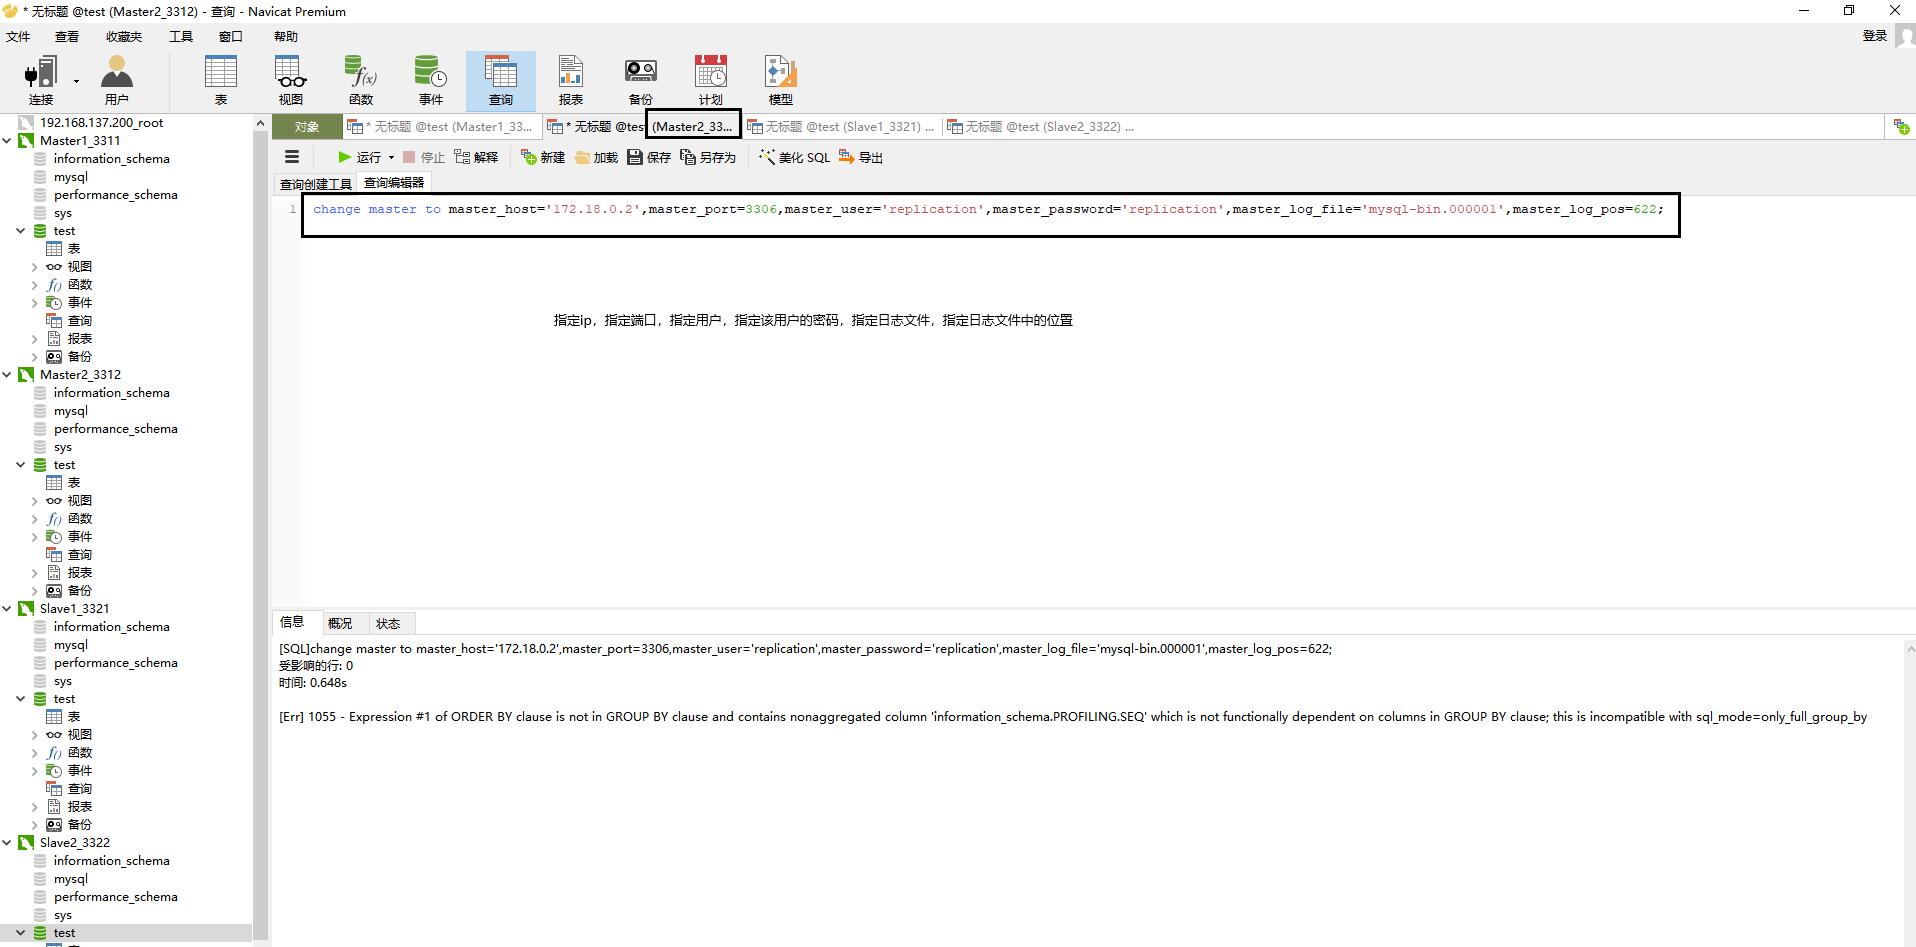 * 无标题 @test (Master2_3312) - 查询 - Navicat Premium
文件 查看 收藏夹 工具 窗口 帮助
登录
连接 用户 表 视图 函数 事件 查询 报表 备份 计划 模型
对象
* 无标题 @test (Master1_33...
* 无标题 @test (Master2_33...
无标题 @test (Slave1_3321) ...
无标题 @test (Slave2_3322) ...
运行 停止 解释 新建 加载 保存 另存为 美化 SQL 导出
查询创建工具 查询编辑器
1 change master to master_host='172.18.0.2',master_port=3306,master_user='replication',master_password='replication',master_log_file='mysql-bin.000001',master_log_pos=622;
指定ip，指定端口，指定用户，指定该用户的密码，指定日志文件，指定日志文件中的位置
192.168.137.200_root
Master1_3311
information_schema
mysql
performance_schema
sys
test
表
视图
函数
事件
查询
报表
备份
Master2_3312
information_schema
mysql
performance_schema
sys
test
表
视图
函数
事件
查询
报表
备份
Slave1_3321
information_schema
mysql
performance_schema
sys
test
表
视图
函数
事件
查询
报表
备份
Slave2_3322
information_schema
mysql
performance_schema
sys
test
信息 概况 状态
[SQL]change master to master_host='172.18.0.2',master_port=3306,master_user='replication',master_password='replication',master_log_file='mysql-bin.000001',master_log_pos=622;
受影响的行: 0
时间: 0.648s
[Err] 1055 - Expression #1 of ORDER BY clause is not in GROUP BY clause and contains nonaggregated column 'information_schema.PROFILING.SEQ' which is not functionally dependent on columns in GROUP BY clause; this is incompatible with sql_mode=only_full_group_by